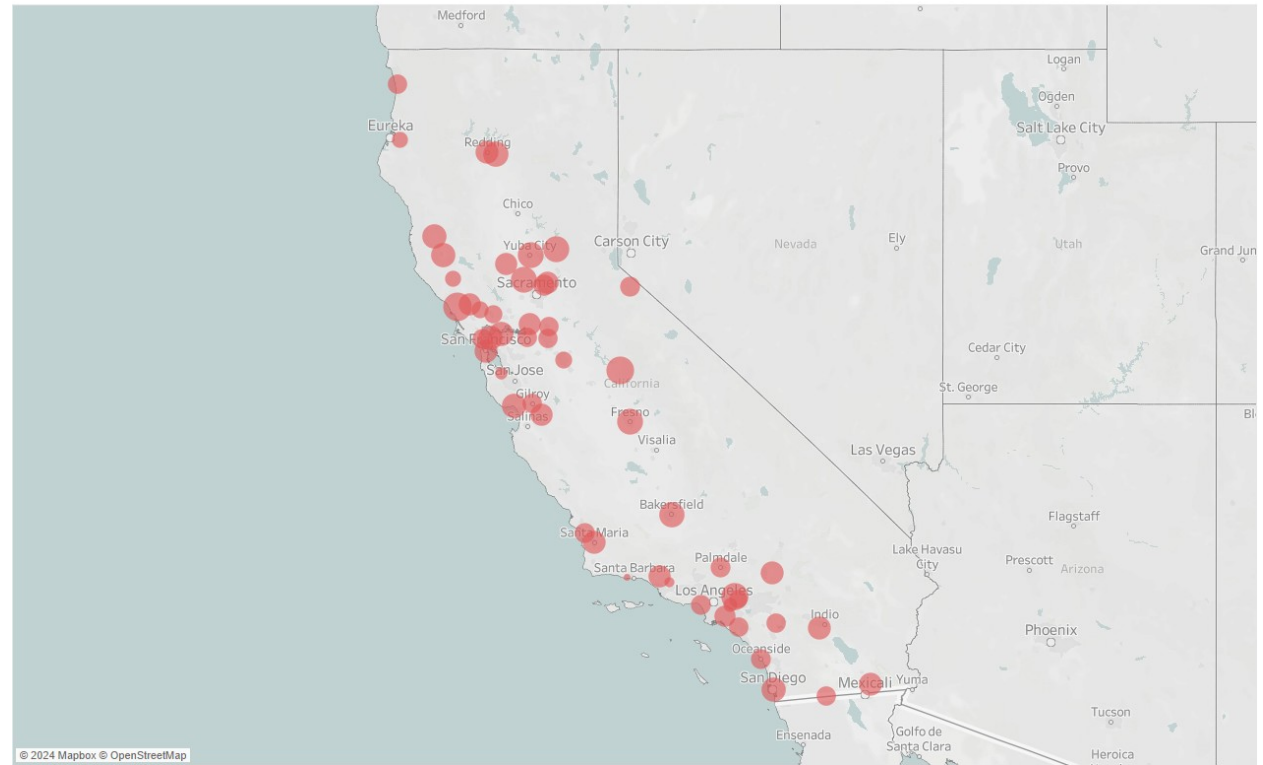 Medford
Logan
Ogden
Eureka
Salt Lake City
Redding
Provo
Chico
Yuba City
Carson City
Ely
Nevada
Utah
Grand Jun
Sacramento
San Francisco
Cedar City
San Jose
California
St. George
Gilroy
Fresno
Bl
Salinas
Visalia
Las Vegas
Bakersfield
Flagstaff
Santa Maria
Lake Havasu
City
Palmdale
Prescott
Arizona
Santa Barbara
Los Angeles
Indio
Phoenix
Oceanside
San Diego
Mexicali
Yuma
Tucson
Ensenada
Golfo de
Santa Clara
Heroica
© 2024 Mapbox © OpenStreetMap